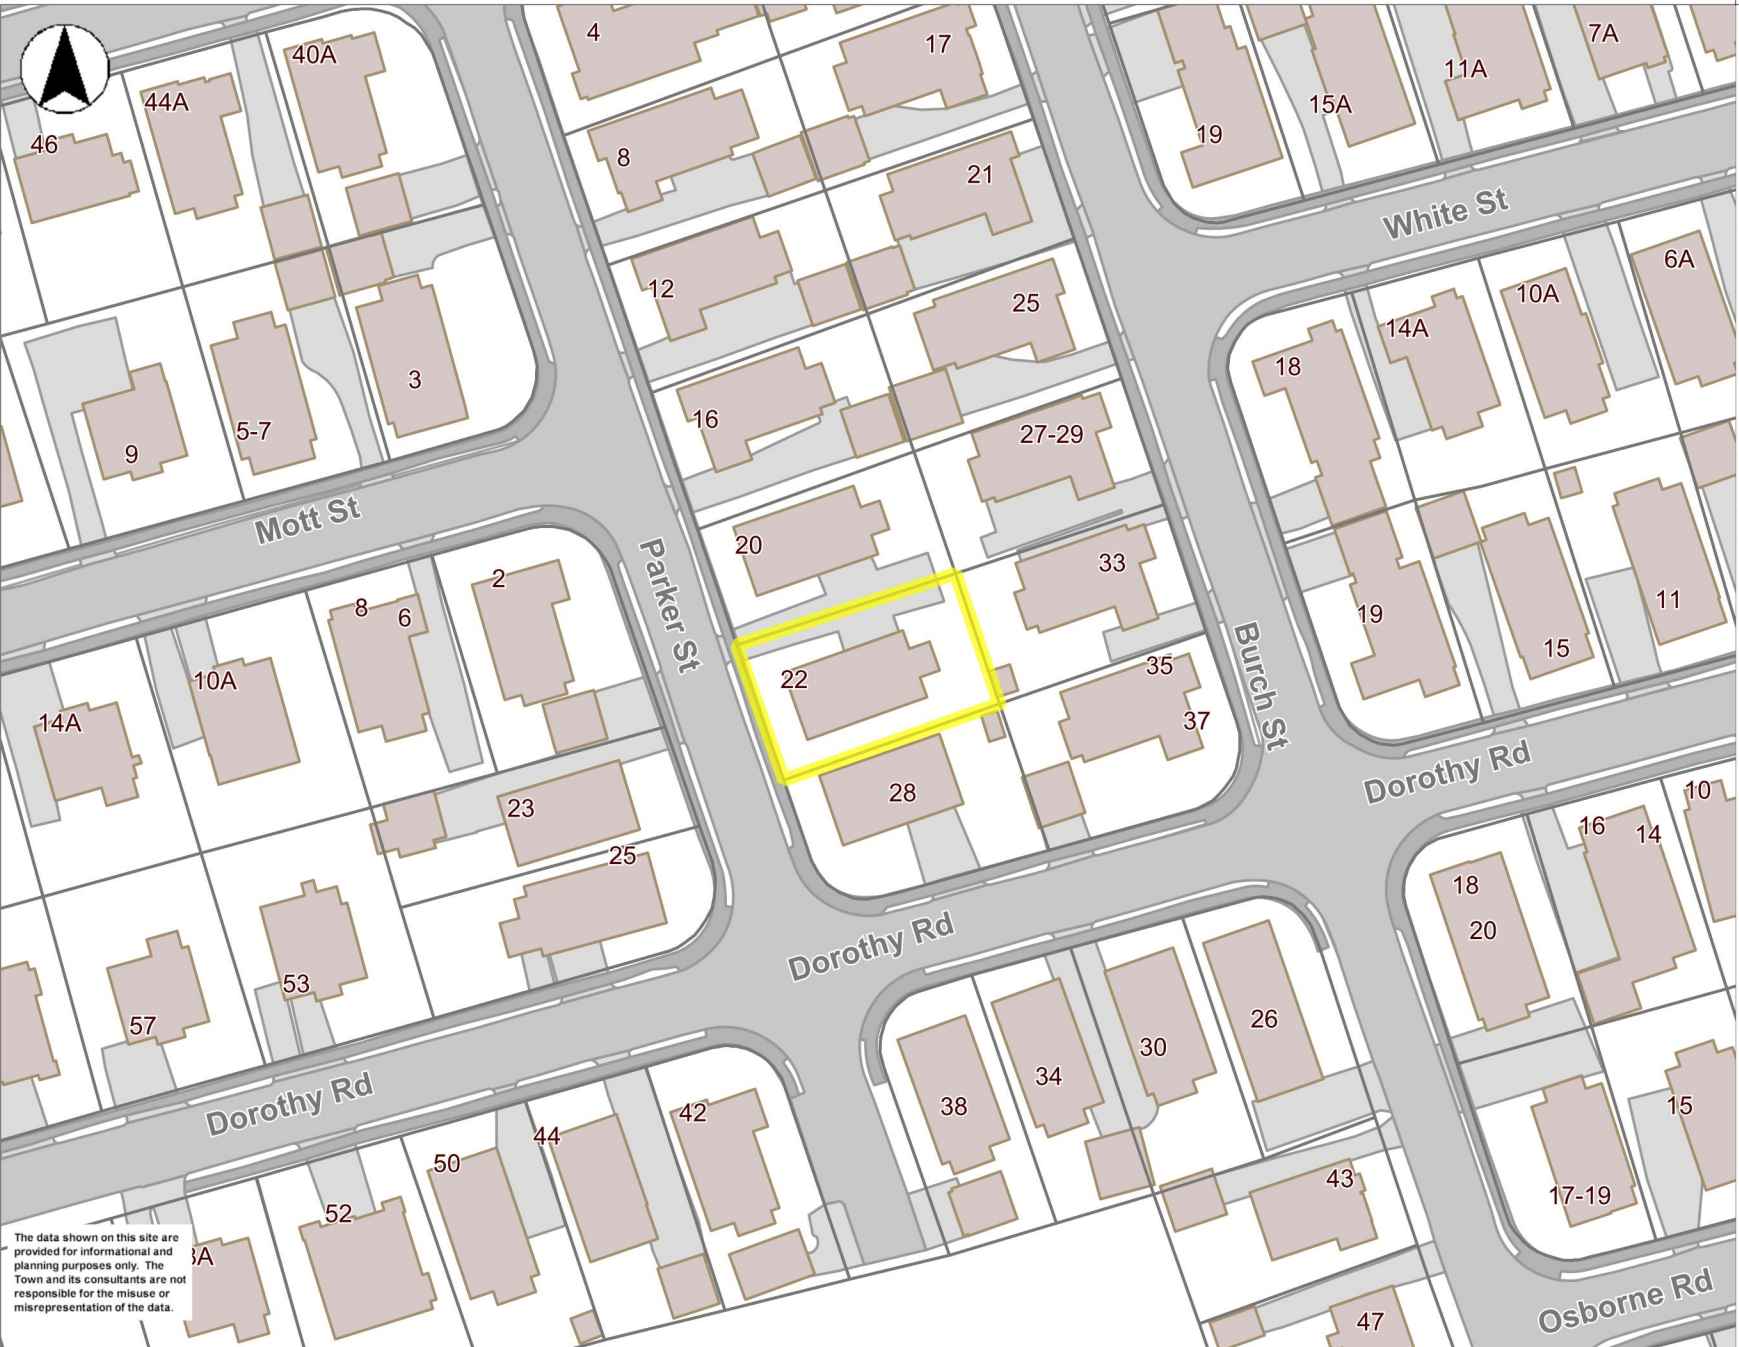 4
17
7A
40A
11A
44A
15A
46
19
8
21
White St
12
25
6A
10A
14A
18
3
16
5-7
27-29
9
Mott St
20
Parker St
33
2
8
6
19
11
15
Burch St
22
35
10A
37
14A
Dorothy Rd
28
23
10
16
14
25
18
20
Dorothy Rd
53
26
57
30
34
38
Dorothy Rd
42
15
44
50
43
17-19
52
The data shown on this site are
provided for informational and
planning purposes only. The
Town and its consultants are not
responsible for the misuse or
misrepresentation of the data.
Osborne Rd
47